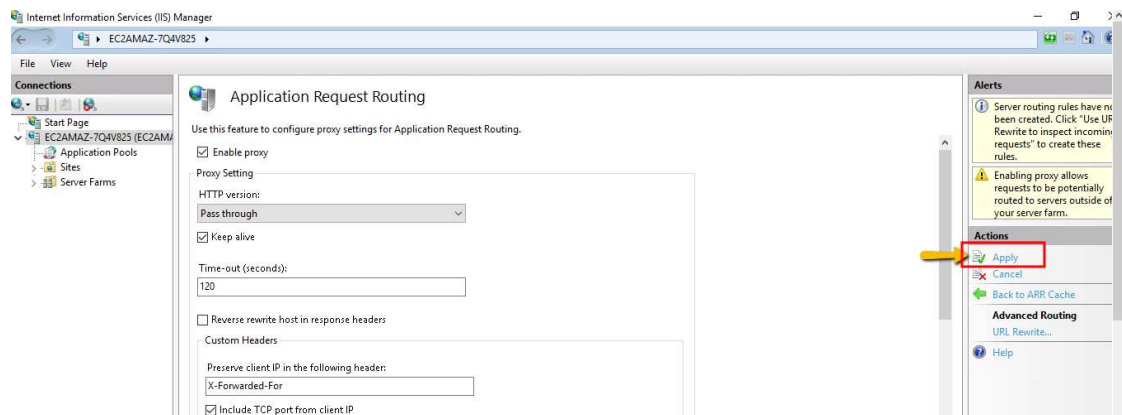 Internet Information Services (IIS) Manager
EC2AMAZ-7Q4V825
File View Help
Connections
Start Page
EC2AMAZ-7Q4V825 (EC2AMA
Application Pools
Sites
Server Farms
Application Request Routing
Use this feature to configure proxy settings for Application Request Routing.
Enable proxy
Proxy Setting
HTTP version:
Pass through
Keep alive
Time-out (seconds):
120
Reverse rewrite host in response headers
Custom Headers
Preserve client IP in the following header:
X-Forwarded-For
Include TCP port from client IP
Alerts
Server routing rules have no
been created. Click "Use UR
Rewrite to inspect incoming
requests" to create these
rules.
Enabling proxy allows
requests to be potentially
routed to servers outside of
your server farm.
Actions
Apply
Cancel
Back to ARR Cache
Advanced Routing
URL Rewrite...
Help